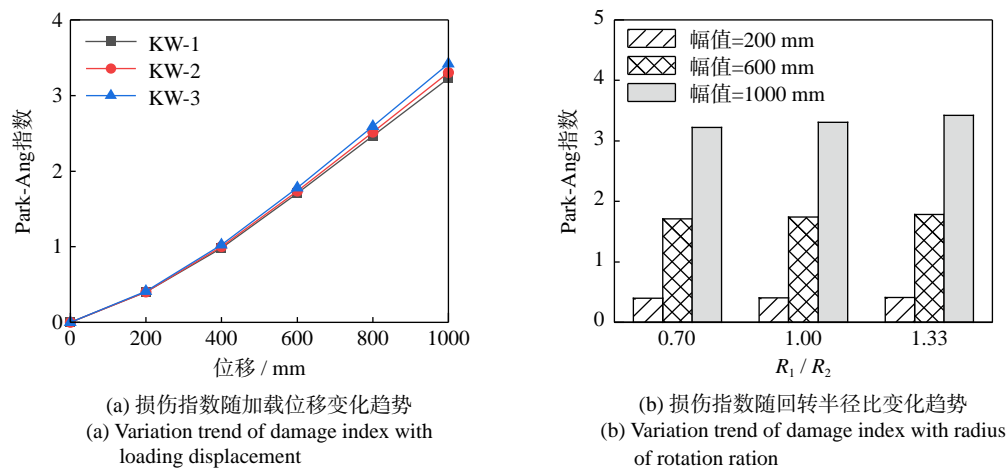 4
3
2
1
0
Park-Ang指数
KW-1
KW-2
KW-3
0 200 400 600 800 1000
位移 / mm
(a) 损伤指数随加载位移变化趋势
(a) Variation trend of damage index with
loading displacement
5
4
3
2
1
0
Park-Ang指数
幅值=200 mm
幅值=600 mm
幅值=1000 mm
0.70 1.00 1.33
R₁ / R₂
(b) 损伤指数随回转半径比变化趋势
(b) Variation trend of damage index with radius
of rotation ration